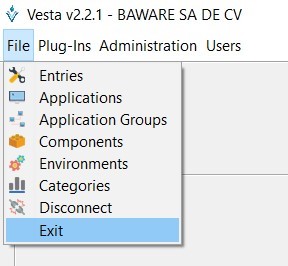 Vesta v2.2.1 - BAWARE SA DE CV
File Plug-Ins Administration Users
Entries
Applications
Application Groups
Components
Environments
Categories
Disconnect
Exit